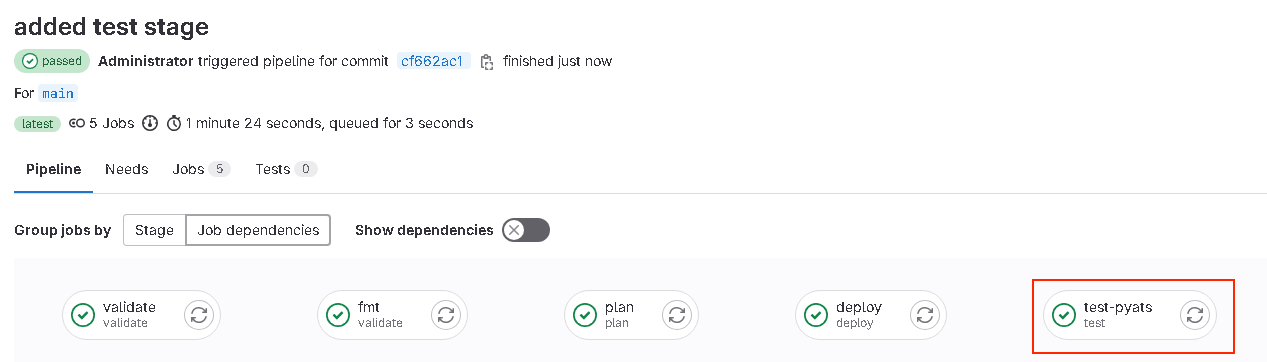 added test stage
passed Administrator triggered pipeline for commit cf662ac1 finished just now
For main
latest 5 Jobs 1 minute 24 seconds, queued for 3 seconds
Pipeline Needs Jobs 5 Tests 0
Group jobs by Stage Job dependencies Show dependencies
validate fmt plan deploy test-pyats
validate validate plan deploy test